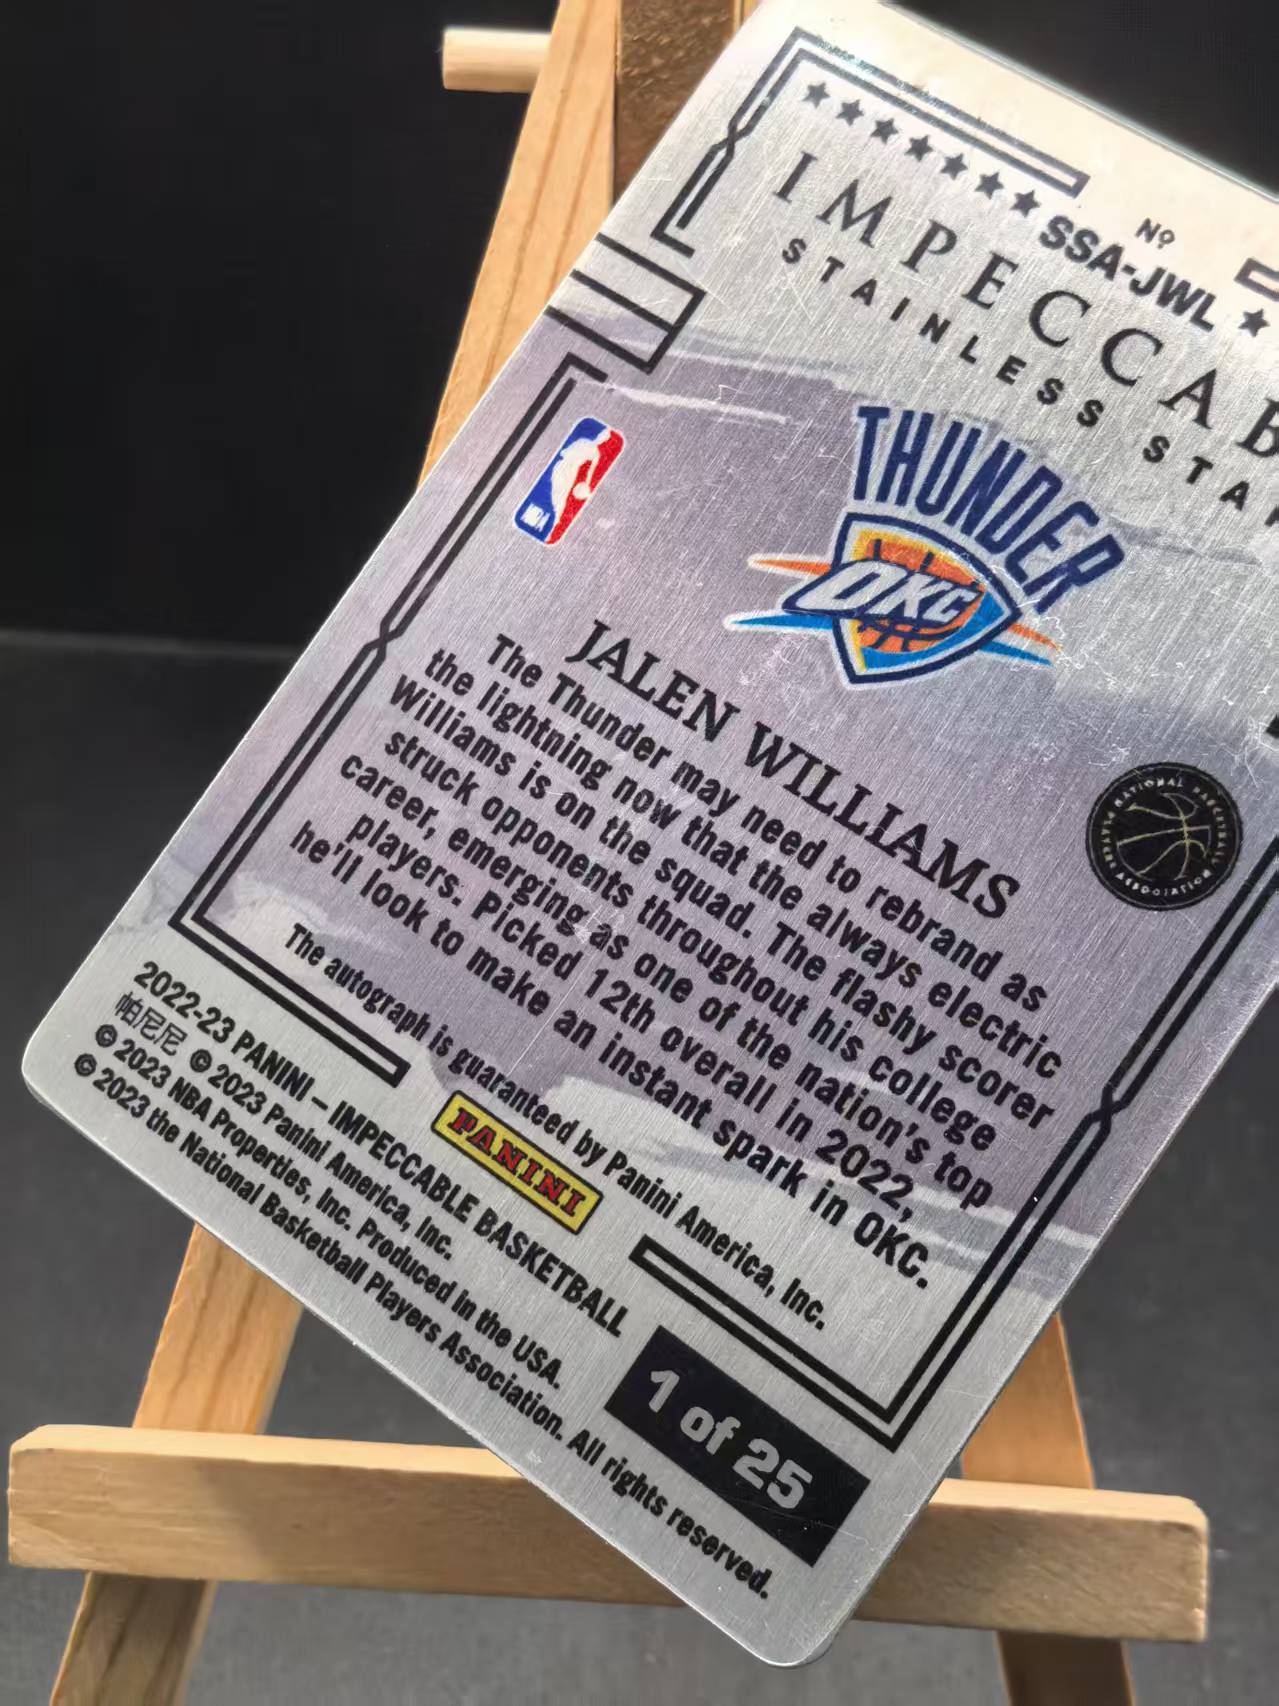 Nº
SSA-JWL
IMPECCAB
STAINLESS STA
THUNDER
OKC
NBA
NATIONAL BASKETBALL PLAYERS ASSOCIATION
JALEN WILLIAMS
The Thunder may need to rebrand as
the lightning now that the always electric
Williams is on the squad. The flashy scorer
struck opponents throughout his college
career, emerging as one of the nation's top
players. Picked 12th overall in 2022,
he'll look to make an instant spark in OKC.
The autograph is guaranteed by Panini America, Inc.
PANINI
2022-23 PANINI – IMPECCABLE BASKETBALL
帕尼尼 © 2023 Panini America, Inc.
© 2023 NBA Properties, Inc. Produced in the USA.
© 2023 the National Basketball Players Association. All rights reserved.
1 of 25